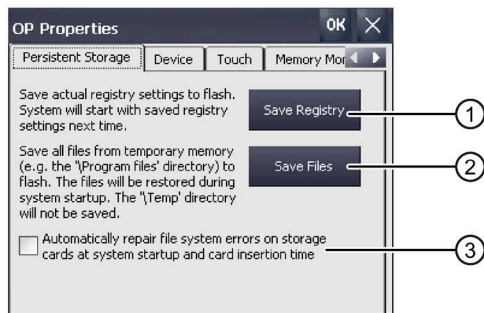 OP Properties OK
Persistent Storage Device Touch Memory Mor
Save actual registry settings to flash.
System will start with saved registry
settings next time.
Save Registry
1
Save all files from temporary memory
(e.g. the '\Program files' directory) to
flash. The files will be restored during
system startup. The '\Temp' directory
will not be saved.
Save Files
2
Automatically repair file system errors on storage
cards at system startup and card insertion time
3